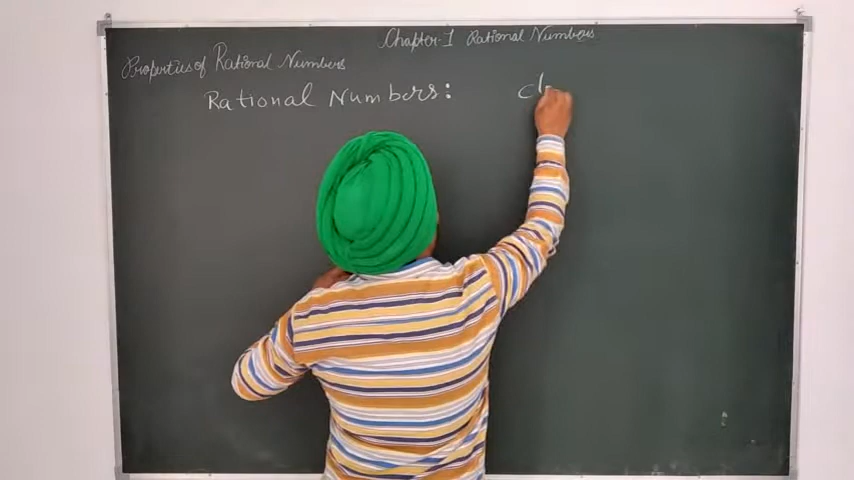 Chapter-1 Rational Numbers
Properties of Rational Numbers
Rational Numbers: